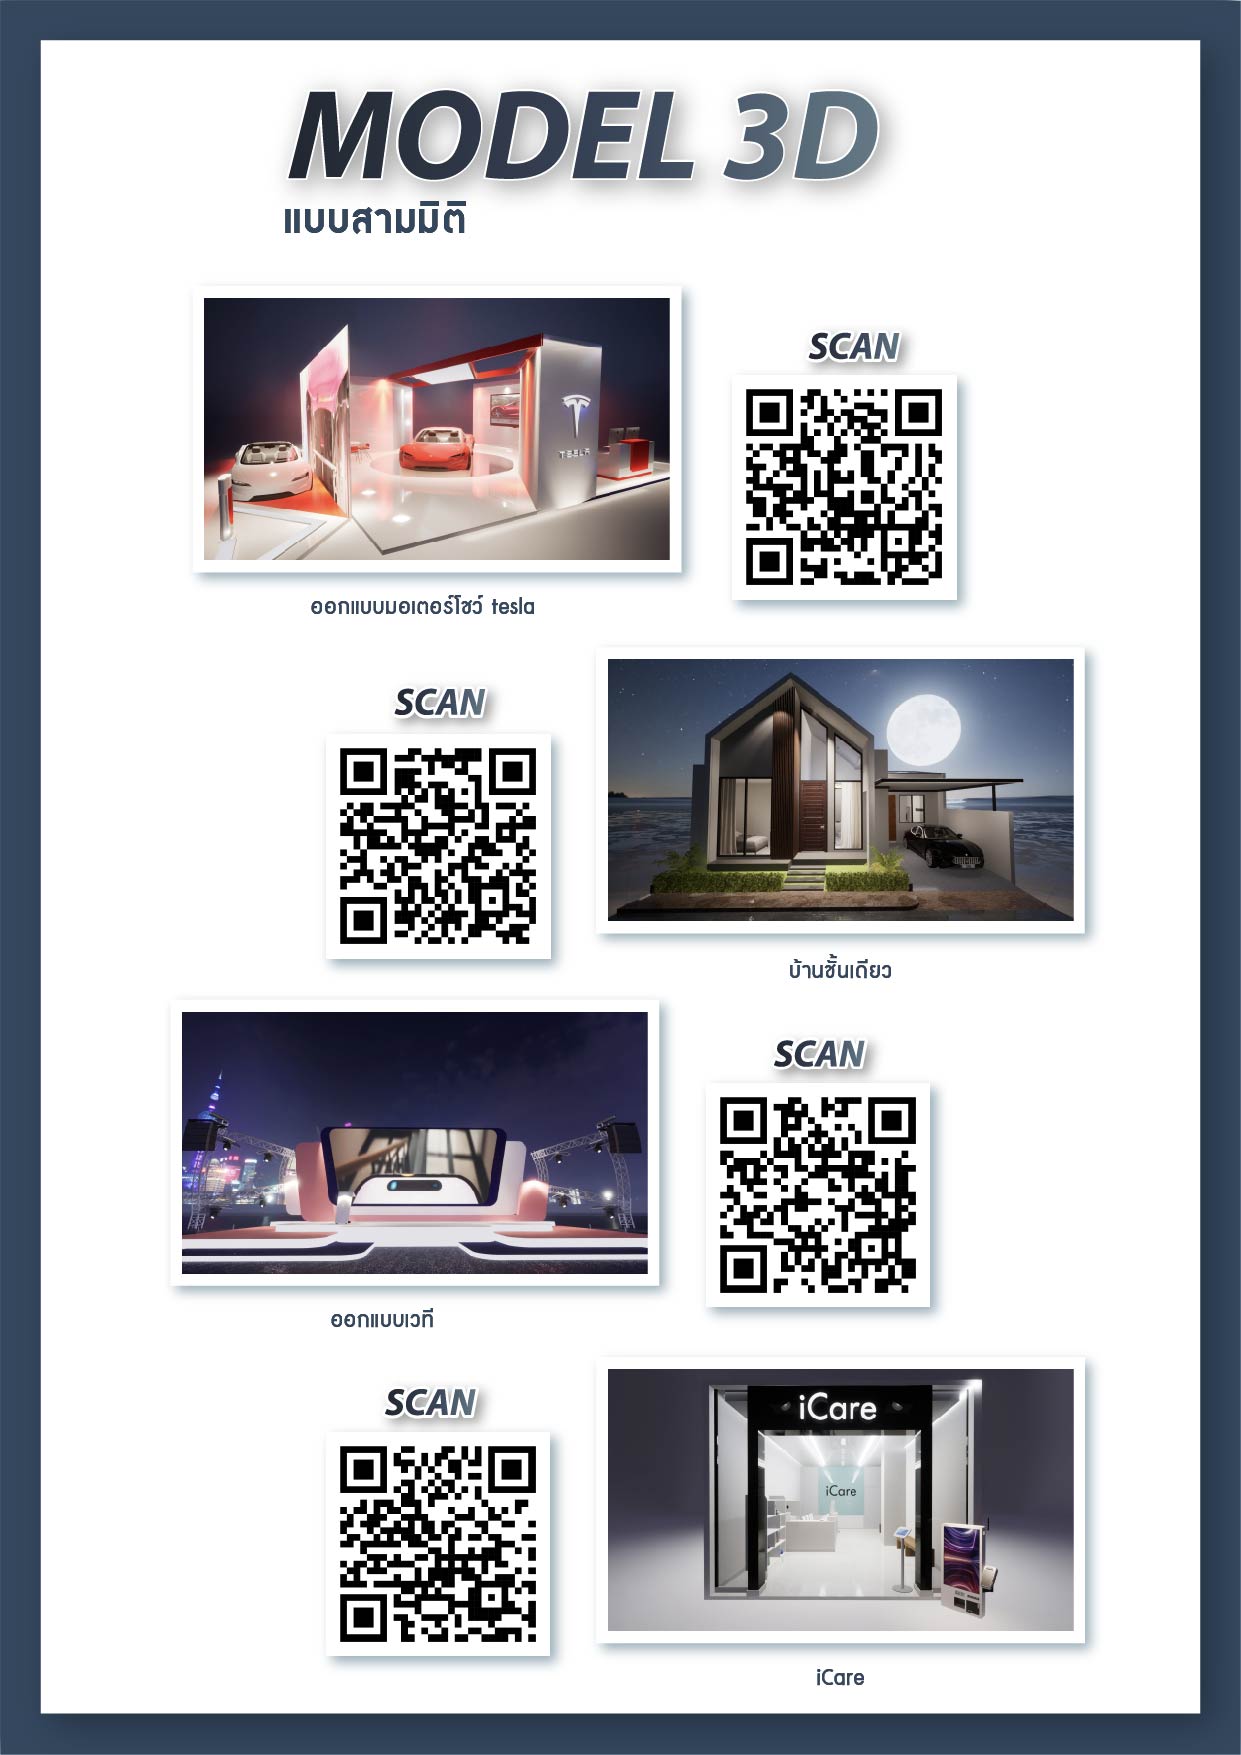 MODEL 3D
แบบสามมิติ
TESLA
SCAN
ออกแบบมอเตอร์โชว์ tesla
SCAN
บ้านชั้นเดียว
SCAN
ออกแบบเวที
SCAN
iCare
iCare
iCare